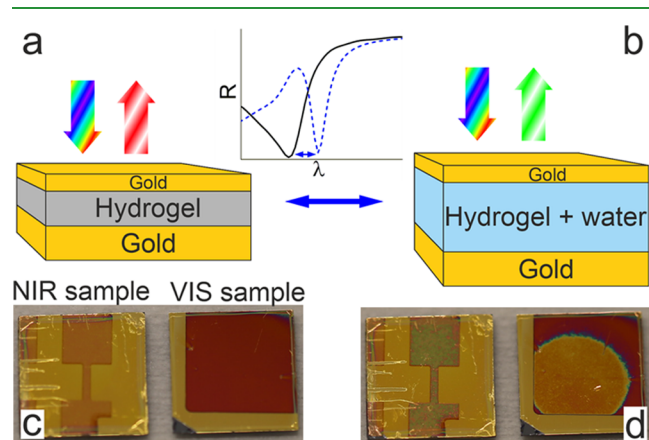 a
b
R
λ
Gold
Hydrogel
Gold
Gold
Hydrogel + water
Gold
NIR sample
VIS sample
c
d